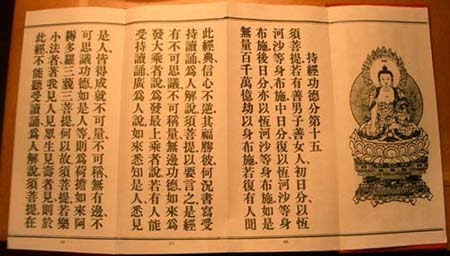 持經功德分第十五
須菩提若有善男子善女人初日分以恆
河沙等身布施中日分復以恆河沙等身
布施後日分亦以恆河沙等身布施如是
無量百千萬億劫以身布施若復有人聞
此經典信心不逆其福勝彼何況書寫受
持讀誦爲人解說須菩提以要言之是經
有不可思議不可稱量無邊功德如來爲
發大乘者說爲發最上乘者說若有人能
受持讀誦廣爲人說如來悉知是人悉見
是人皆得成就不可量不可稱無有邊不
可思議功德如是人等則爲荷擔如來阿
耨多羅三藐三菩提何以故須菩提若樂
小法者著我見人見眾生見壽者見則於
此經不能聽受讀誦爲人解說須菩提在